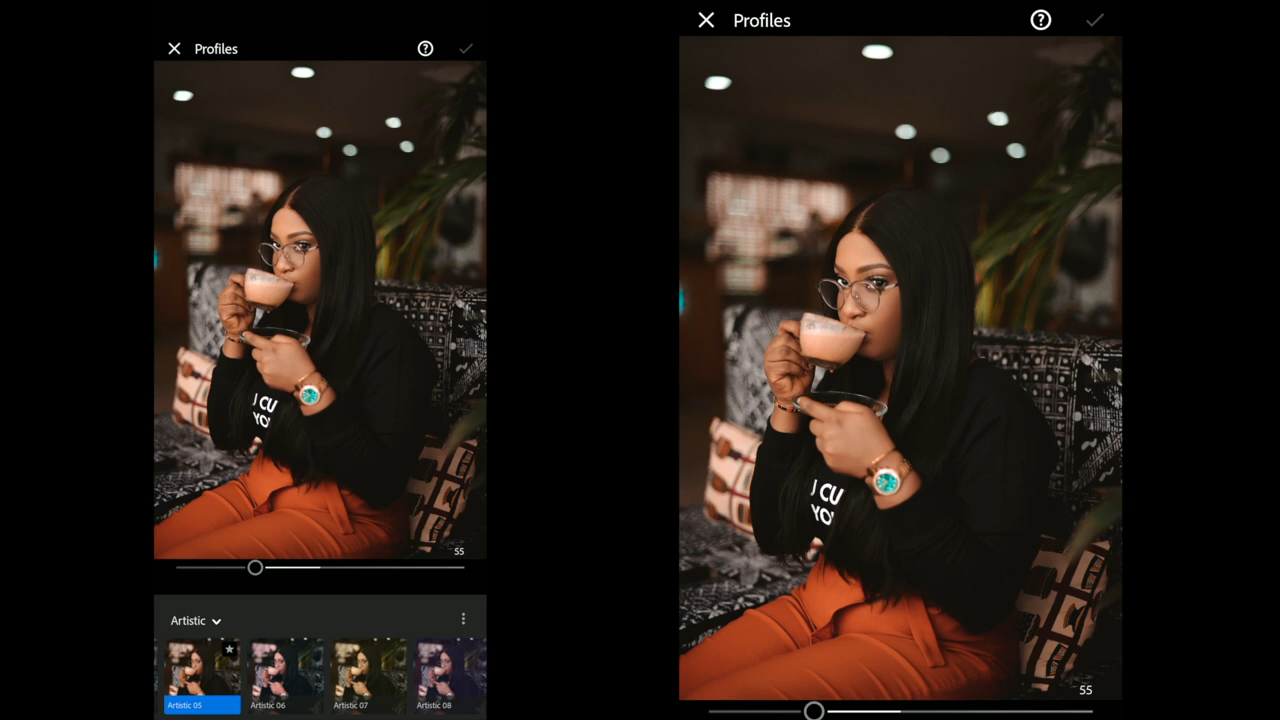 Profiles
J CU
YO
55
Artistic
Artistic 05
Artistic 06
Artistic 07
Artistic 08
Profiles
J CU
YO
55